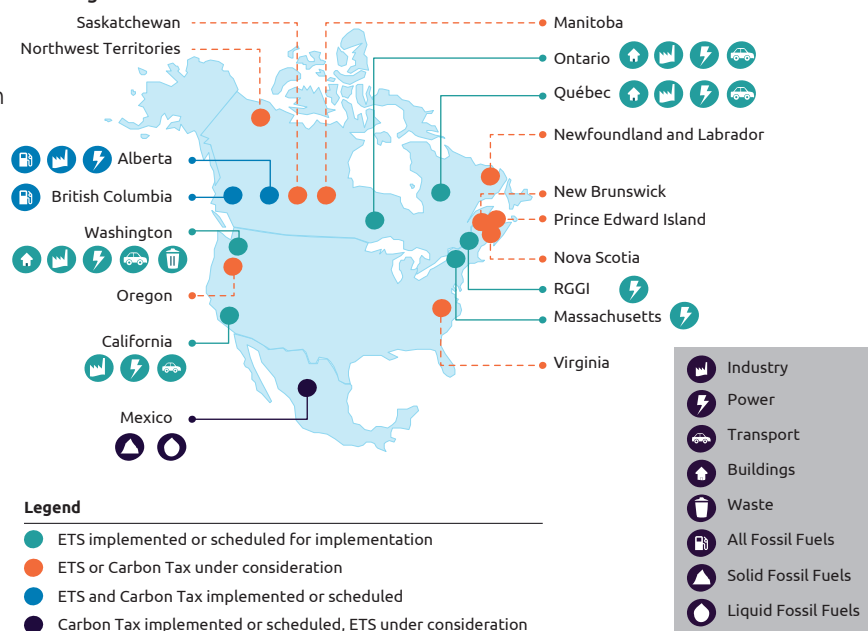 Saskatchewan
Northwest Territories
Alberta
British Columbia
Washington
Oregon
California
Mexico
Manitoba
Ontario
Québec
Newfoundland and Labrador
New Brunswick
Prince Edward Island
Nova Scotia
RGGI
Massachusetts
Virginia
Industry
Power
Transport
Buildings
Waste
All Fossil Fuels
Solid Fossil Fuels
Liquid Fossil Fuels
Legend
ETS implemented or scheduled for implementation
ETS or Carbon Tax under consideration
ETS and Carbon Tax implemented or scheduled
Carbon Tax implemented or scheduled, ETS under consideration